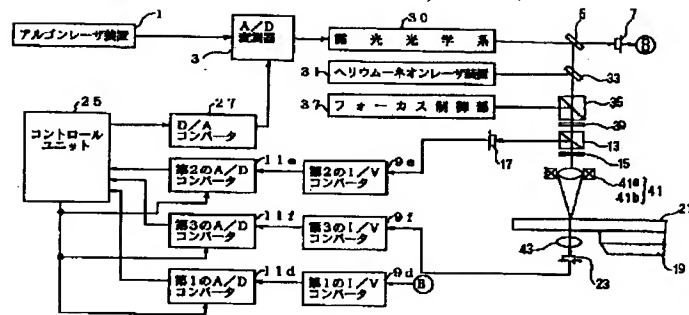 1
アルゴンレーザ装置
A/D
変調器
3
30
露光光学系
5
7
B
31
ヘリウムーネオンレーザ装置
33
37
フォーカス制御部
35
39
13
15
17
25
コントロール
ユニット
27
D/A
コンバータ
11e
第2のA/D
コンバータ
9e
第2のI/V
コンバータ
41a
41b
41
11f
第3のA/D
コンバータ
9f
第3のI/V
コンバータ
21
43
19
23
11d
第1のA/D
コンバータ
9d
第1のI/V
コンバータ
B